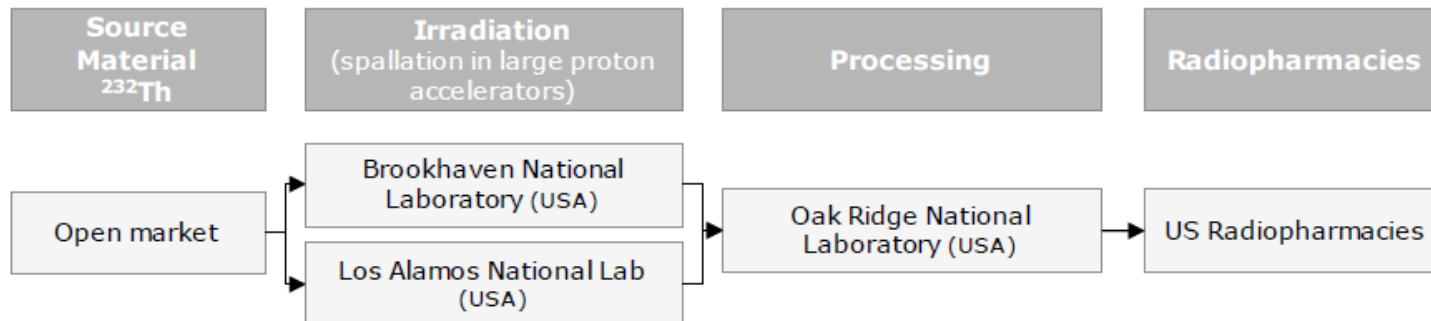 Source
Material
²³²Th
Irradiation
(spallation in large proton
accelerators)
Processing
Radiopharmacies
Open market
Brookhaven National
Laboratory (USA)
Los Alamos National Lab
(USA)
Oak Ridge National
Laboratory (USA)
US Radiopharmacies